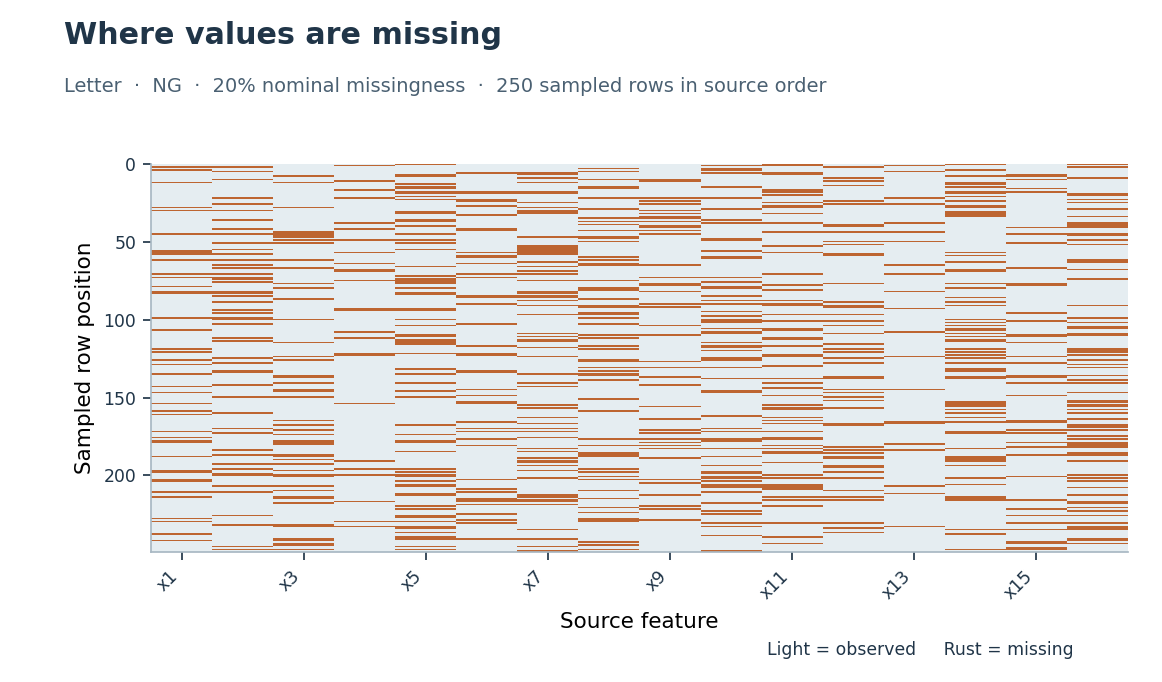 Where values are missing
Letter · NG · 20% nominal missingness · 250 sampled rows in source order
0
50
100
150
200
Sampled row position
x1
x3
x5
x7
x9
x11
x13
x15
Source feature
Light = observed Rust = missing